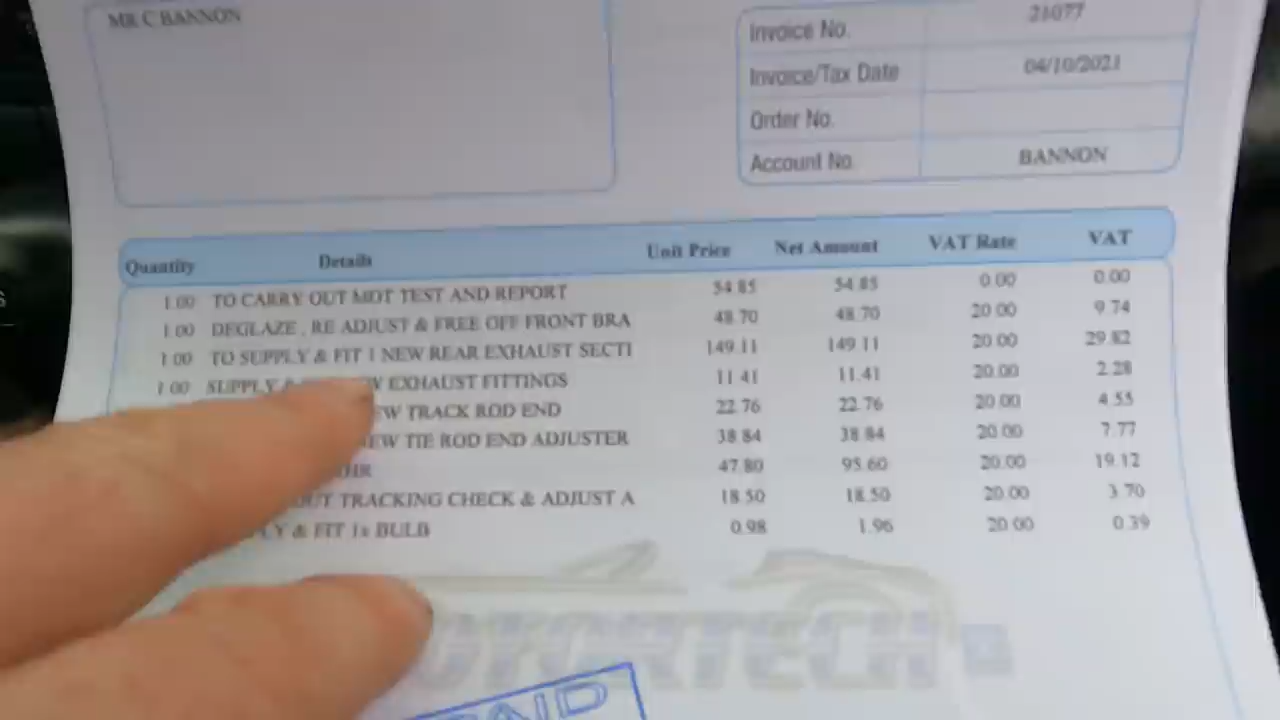 MR C BANNON
Invoice No. 21077
Invoice/Tax Date 04/10/2021
Order No.
Account No. BANNON
Quantity Details Unit Price Net Amount VAT Rate VAT
1.00 TO CARRY OUT MOT TEST AND REPORT 54.85 54.85 0.00 0.00
1.00 DEGLAZE , RE ADJUST & FREE OFF FRONT BRA 48.70 48.70 20.00 9.74
1.00 TO SUPPLY & FIT 1 NEW REAR EXHAUST SECTI 149.11 149.11 20.00 29.82
1.00 SUPPLY EXHAUST FITTINGS 11.41 11.41 20.00 2.28
EW TRACK ROD END 22.76 22.76 20.00 4.55
NEW TIE ROD END ADJUSTER 38.84 38.84 20.00 7.77
HR 47.80 95.60 20.00 19.12
OUT TRACKING CHECK & ADJUST A 18.50 18.50 20.00 3.70
LY & FIT 1x BULB 0.98 1.96 20.00 0.39